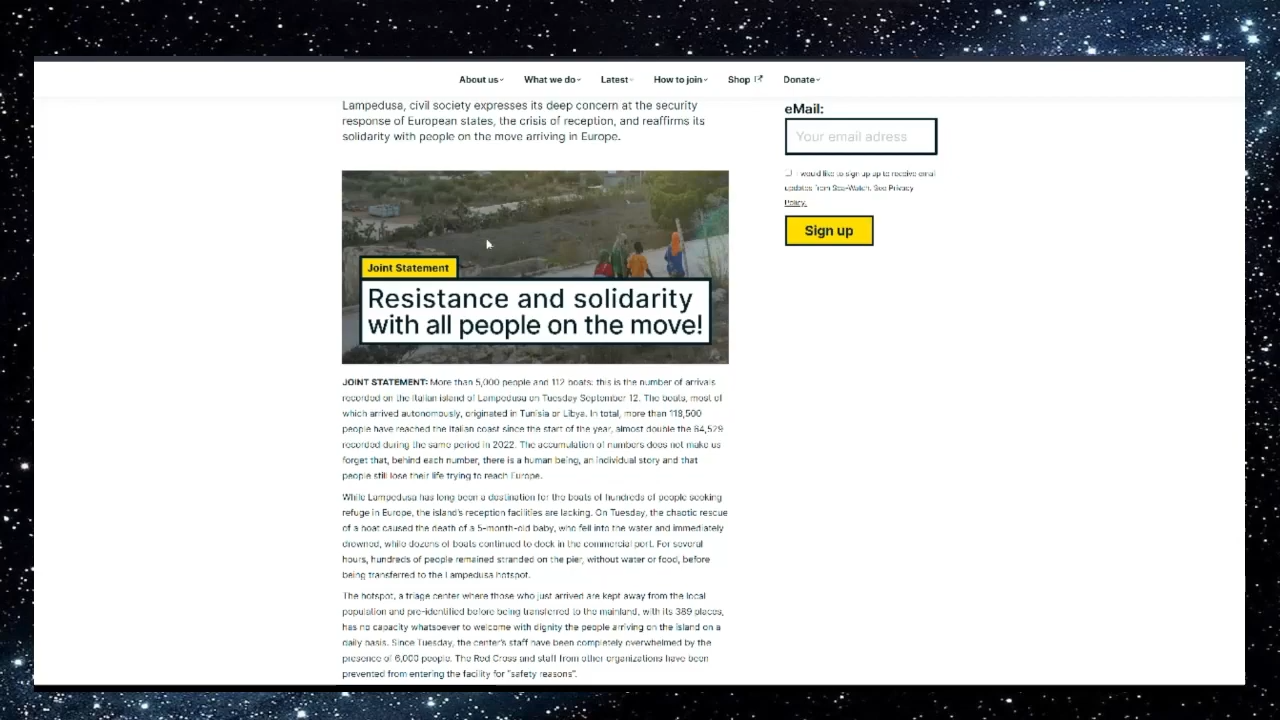 About us
What we do
Latest
How to join
Shop
Donate
Lampedusa, civil society expresses its deep concern at the security
response of European states, the crisis of reception, and reaffirms its
solidarity with people on the move arriving in Europe.
eMail:
Your email adress
I would like to sign up up to receive email
updates from Sea-Watch. See Privacy
Policy.
Sign up
Joint Statement
Resistance and solidarity
with all people on the move!
JOINT STATEMENT: More than 5,000 people and 112 boats: this is the number of arrivals
recorded on the Italian island of Lampedusa on Tuesday September 12. The boats, most of
which arrived autonomously, originated in Tunisia or Libya. In total, more than 118,500
people have reached the Italian coast since the start of the year, almost double the 64,529
recorded during the same period in 2022. The accumulation of numbers does not make us
forget that, behind each number, there is a human being, an individual story and that
people still lose their life trying to reach Europe.
While Lampedusa has long been a destination for the boats of hundreds of people seeking
refuge in Europe, the island's reception facilities are lacking. On Tuesday, the chaotic rescue
of a boat caused the death of a 5-month-old baby, who fell into the water and immediately
drowned, while dozens of boats continued to dock in the commercial port. For several
hours, hundreds of people remained stranded on the pier, without water or food, before
being transferred to the Lampedusa hotspot.
The hotspot, a triage center where those who just arrived are kept away from the local
population and pre-identified before being transferred to the mainland, with its 389 places,
has no capacity whatsoever to welcome with dignity the people arriving on the island on a
daily basis. Since Tuesday, the center's staff have been completely overwhelmed by the
presence of 6,000 people. The Red Cross and staff from other organizations have been
prevented from entering the facility for "safety reasons".